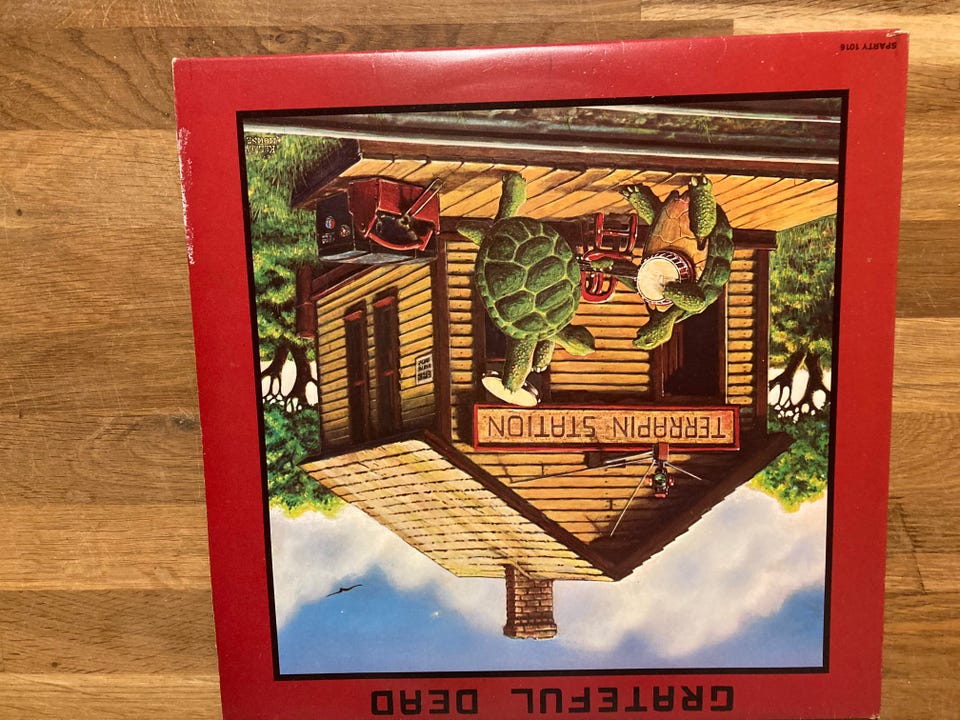 GRATEFUL DEAD
TERRAPIN STATION
SPARTY 1016